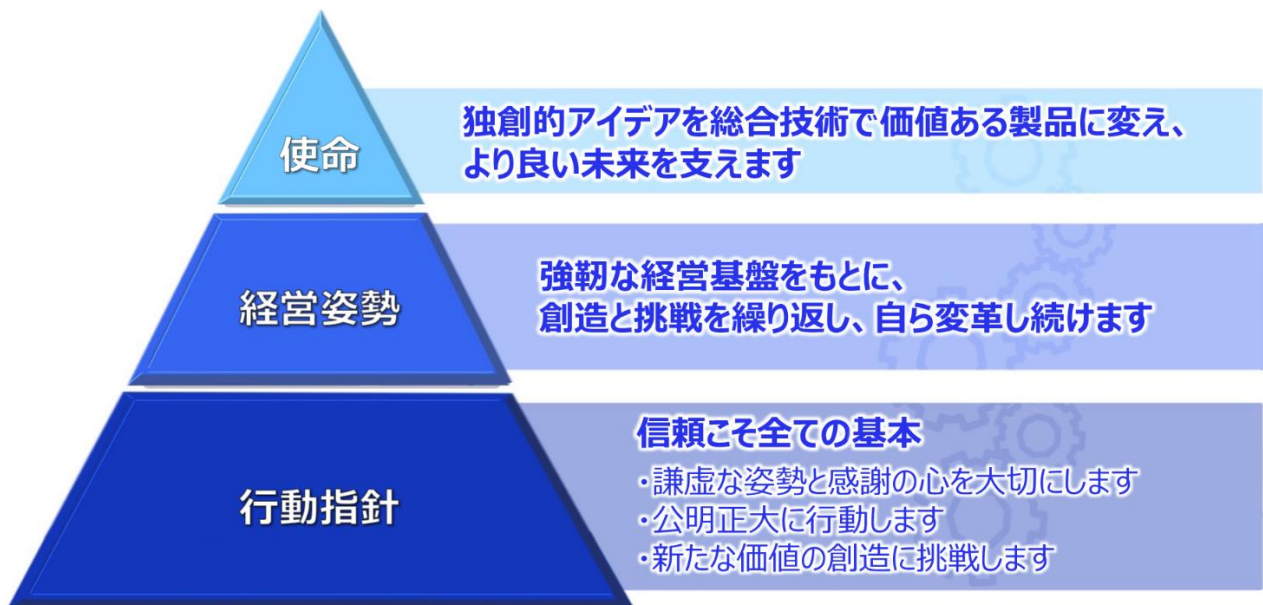 使命
独創的アイデアを総合技術で価値ある製品に変え、
より良い未来を支えます
経営姿勢
強靭な経営基盤をもとに、
創造と挑戦を繰り返し、自ら変革し続けます
行動指針
信頼こそ全ての基本
・謙虚な姿勢と感謝の心を大切にします
・公明正大に行動します
・新たな価値の創造に挑戦します